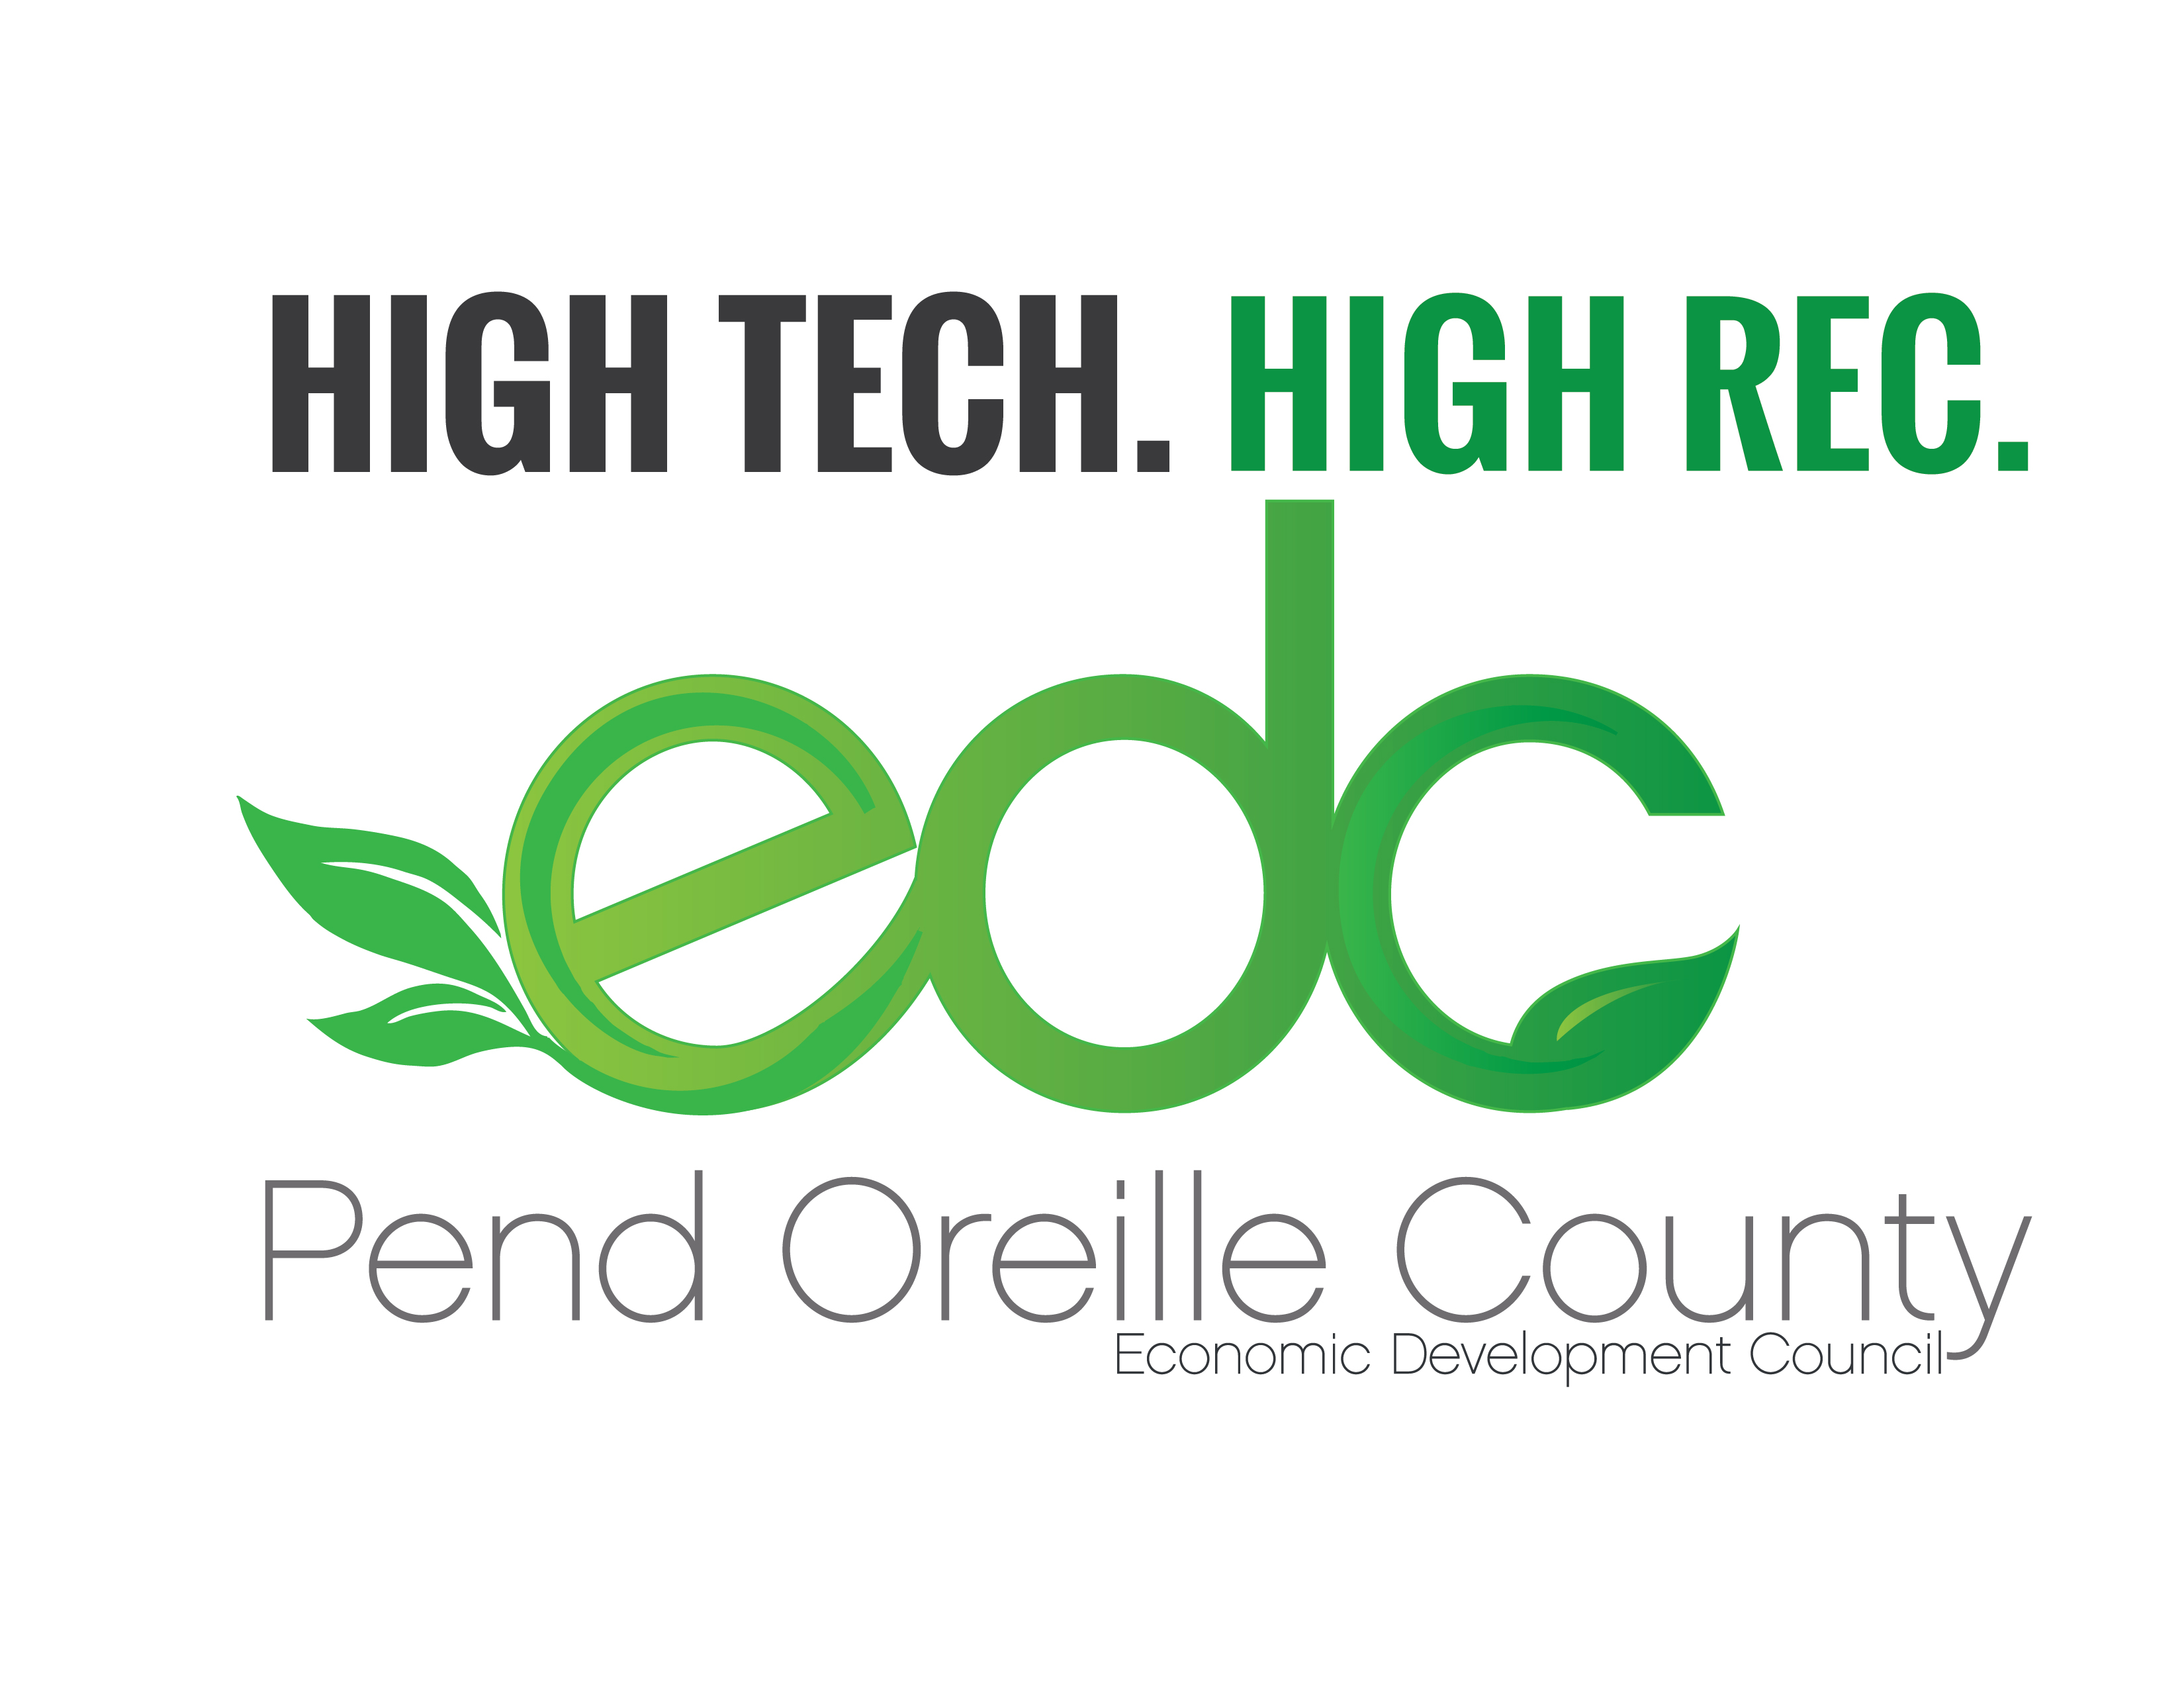 HIGH TECH. HIGH REC.
edc
Pend Oreille County
Economic Development Council